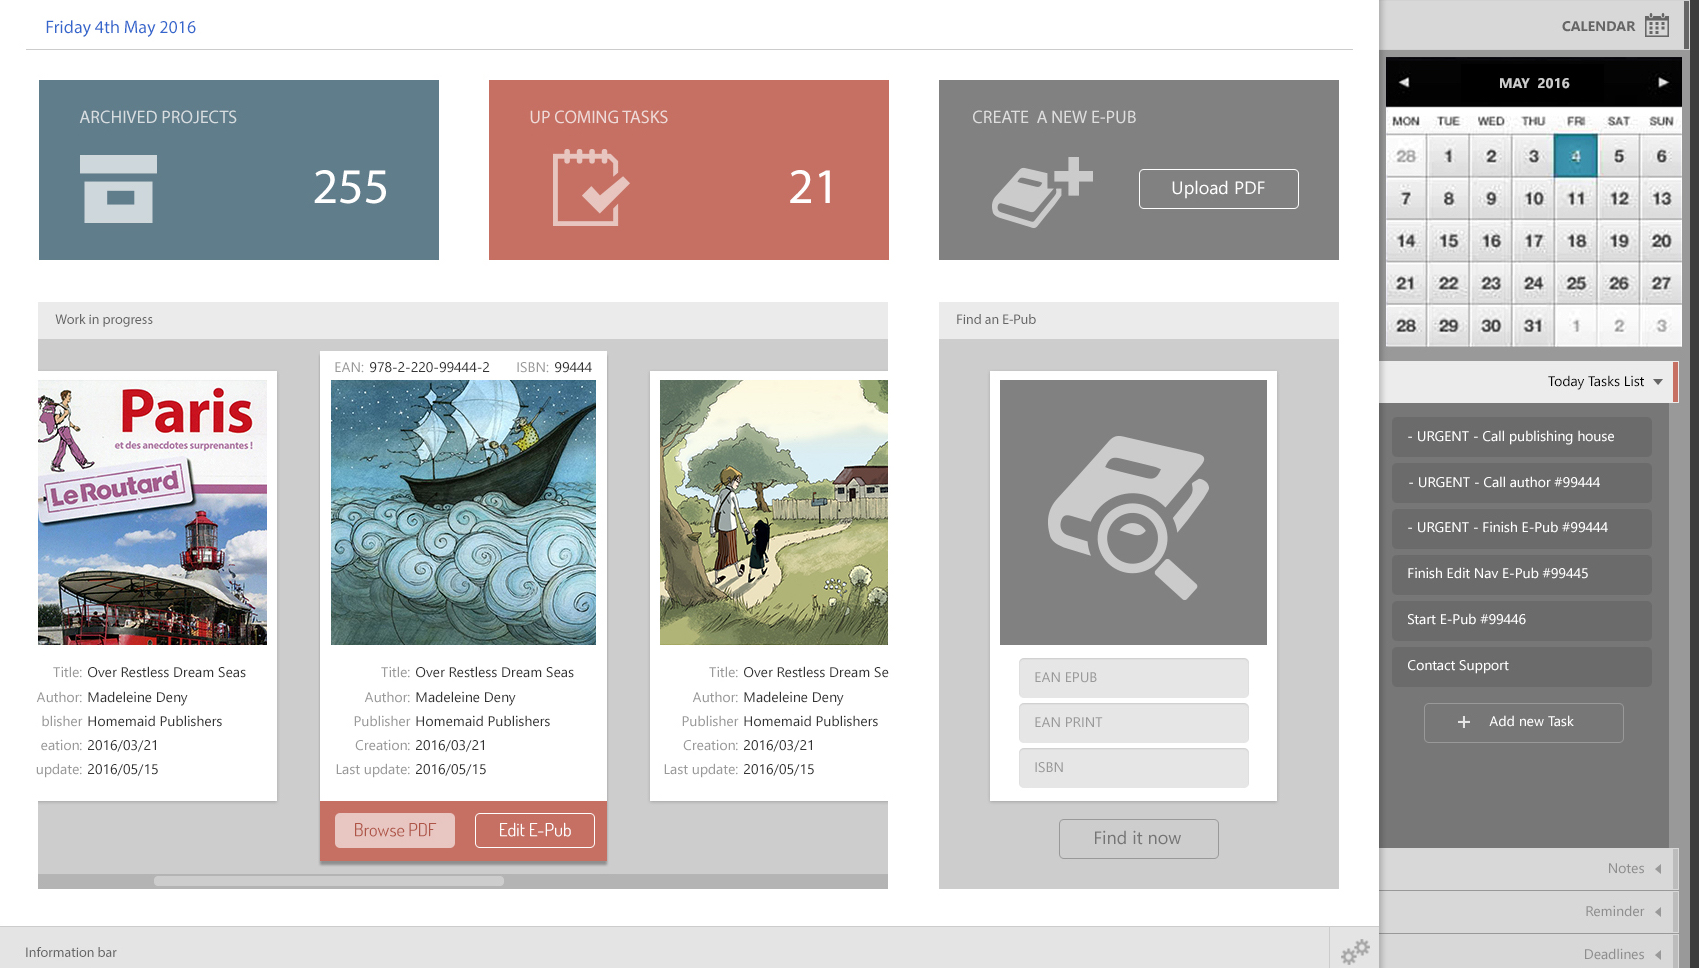 Friday 4th May 2016
ARCHIVED PROJECTS
255
UP COMING TASKS
21
CREATE A NEW E-PUB
Upload PDF
Work in progress
Paris
et des anecdotes surprenantes !
LeRoutard
Title: Over Restless Dream Seas
Author: Madeleine Deny
blisher Homemaid Publishers
eation: 2016/03/21
update: 2016/05/15
EAN: 978-2-220-99444-2 ISBN: 99444
Title: Over Restless Dream Seas
Author: Madeleine Deny
Publisher Homemaid Publishers
Creation: 2016/03/21
Last update: 2016/05/15
Browse PDF Edit E-Pub
Title: Over Restless Dream Se
Author: Madeleine Deny
Publisher Homemaid Publishers
Creation: 2016/03/21
Last update: 2016/05/15
Find an E-Pub
EAN EPUB
EAN PRINT
ISBN
Find it now
Information bar
CALENDAR
MAY 2016
MON TUE WED THU FRI SAT SUN
28 1 2 3 4 5 6
7 8 9 10 11 12 13
14 15 16 17 18 19 20
21 22 23 24 25 26 27
28 29 30 31 1 2 3
Today Tasks List
- URGENT - Call publishing house
- URGENT - Call author #99444
- URGENT - Finish E-Pub #99444
Finish Edit Nav E-Pub #99445
Start E-Pub #99446
Contact Support
+ Add new Task
Notes
Reminder
Deadlines